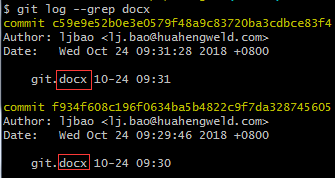 $ git log --grep docx
commit c59e9e52b0e3e0579f48a9c83720ba3cdbce83f4
Author: ljbao <lj.bao@huahengweld.com>
Date:   Wed Oct 24 09:31:28 2018 +0800
git.docx 10-24 09:31
commit f934f608c196f0634ba5b4822c9f7da328745605
Author: ljbao <lj.bao@huahengweld.com>
Date:   Wed Oct 24 09:29:46 2018 +0800
git.docx 10-24 09:30